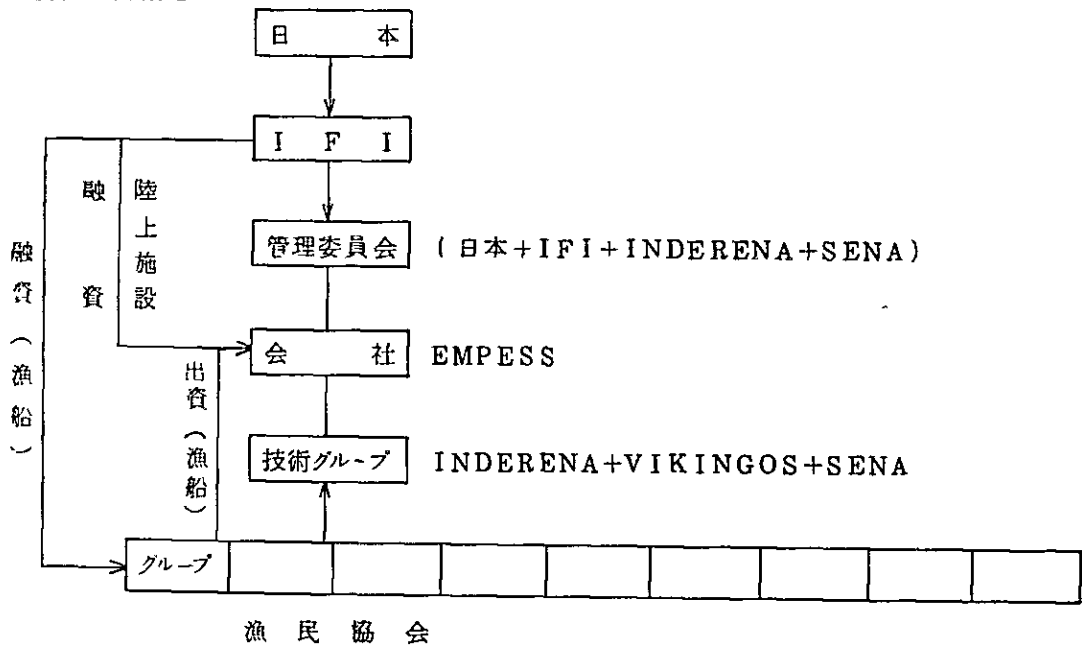 日本
IFI
管理委員会 (日本+IFI+INDERENA+SENA)
会社 EMPESS
技術グループ INDERENA+VIKINGOS+SENA
融資
陸上施設
融資(漁船)
出資(漁船)
グループ
漁民協会